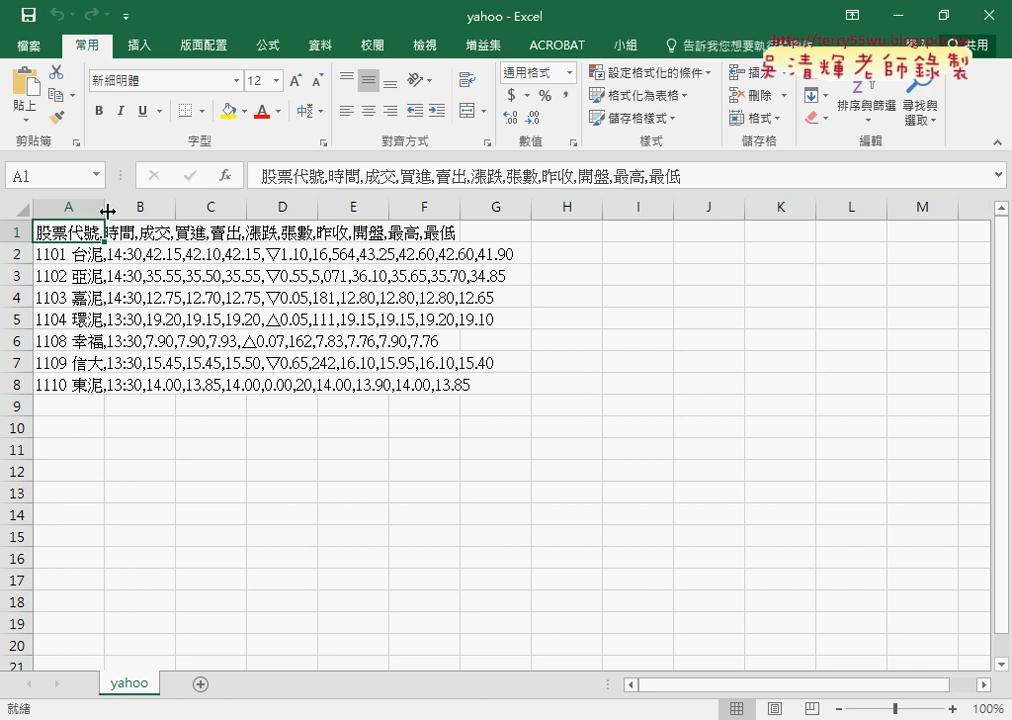 yahoo - Excel
檔案 常用 插入 版面配置 公式 資料 校閱 檢視 增益集 ACROBAT 小組 告訴我您想要 共用
吳清輝老師錄製
貼上 新細明體 12 通用格式 設定格式化的條件 插
B I U A 中 $ % , 格式化為表格 刪除 排序與篩選 尋找與選取
儲存格樣式 格式
剪貼簿 字型 對齊方式 數值 樣式 儲存格 編輯
A1 fx 股票代號,時間,成交,買進,賣出,漲跌,張數,昨收,開盤,最高,最低
A B C D E F G H I J K L M
1 股票代號,時間,成交,買進,賣出,漲跌,張數,昨收,開盤,最高,最低
2 1101 台泥,14:30,42.15,42.10,42.15,▽1.10,16,564,43.25,42.60,42.60,41.90
3 1102 亞泥,14:30,35.55,35.50,35.55,▽0.55,5,071,36.10,35.65,35.70,34.85
4 1103 嘉泥,14:30,12.75,12.70,12.75,▽0.05,181,12.80,12.80,12.80,12.65
5 1104 環泥,13:30,19.20,19.15,19.20,△0.05,111,19.15,19.15,19.20,19.10
6 1108 幸福,13:30,7.90,7.90,7.93,△0.07,162,7.83,7.76,7.90,7.76
7 1109 信大,13:30,15.45,15.45,15.50,▽0.65,242,16.10,15.95,16.10,15.40
8 1110 東泥,13:30,14.00,13.85,14.00,0.00,20,14.00,13.90,14.00,13.85
9
10
11
12
13
14
15
16
17
18
19
20
21
yahoo
就緒 100%